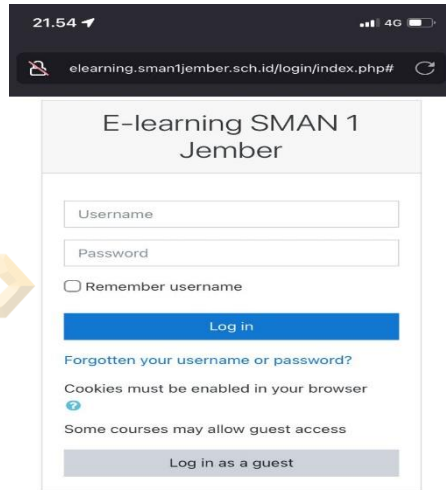 21.54
4G
elearning.sman1jember.sch.id/login/index.php#
E-learning SMAN 1
Jember
Username
Password
Remember username
Log in
Forgotten your username or password?
Cookies must be enabled in your browser
?
Some courses may allow guest access
Log in as a guest